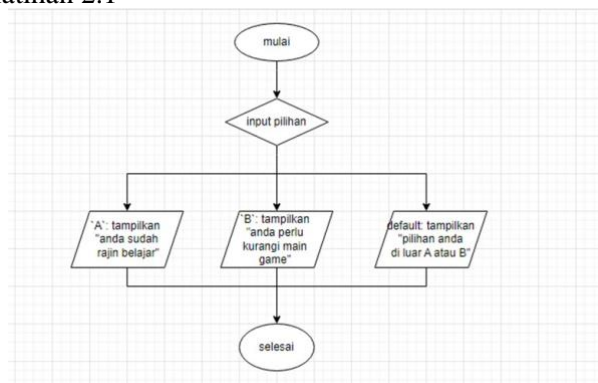 mulai
input pilihan
`A`: tampilkan
"anda sudah
rajin belajar"
`B`: tampilkan
"anda perlu
kurangi main
game"
default: tampilkan
"pilihan anda
di luar A atau B"
selesai